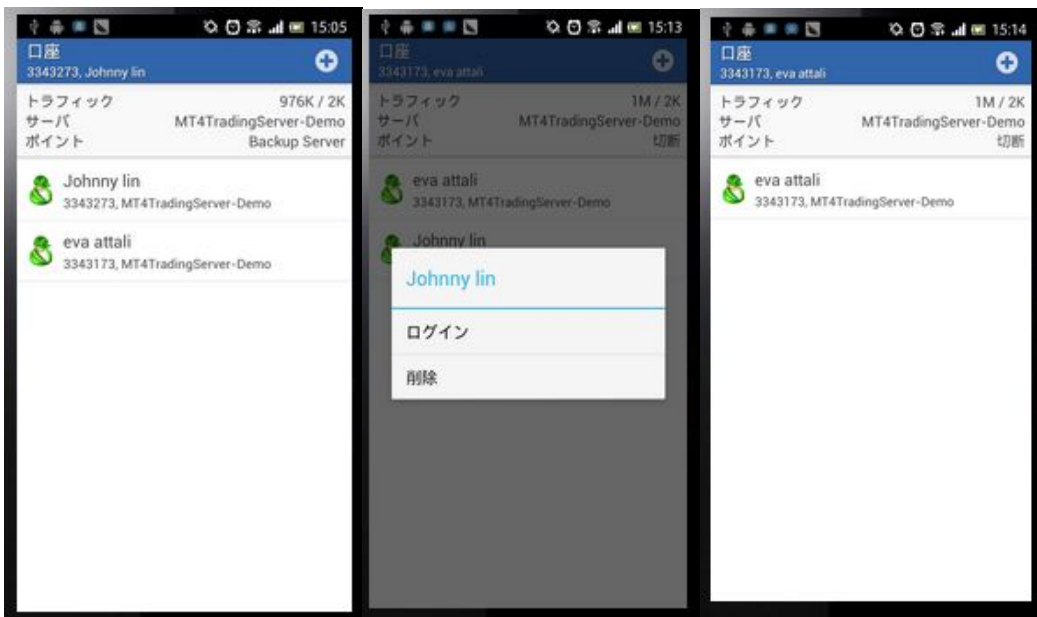 15:05
口座
3343273, Johnny lin
トラフィック 976K / 2K
サーバ MT4TradingServer-Demo
ポイント Backup Server
Johnny lin
3343273, MT4TradingServer-Demo
eva attali
3343173, MT4TradingServer-Demo
15:13
口座
3343173, eva attali
トラフィック 1M / 2K
サーバ MT4TradingServer-Demo
ポイント 切断
eva attali
3343173, MT4TradingServer-Demo
Johnny lin
Johnny lin
ログイン
削除
15:14
口座
3343173, eva attali
トラフィック 1M / 2K
サーバ MT4TradingServer-Demo
ポイント 切断
eva attali
3343173, MT4TradingServer-Demo